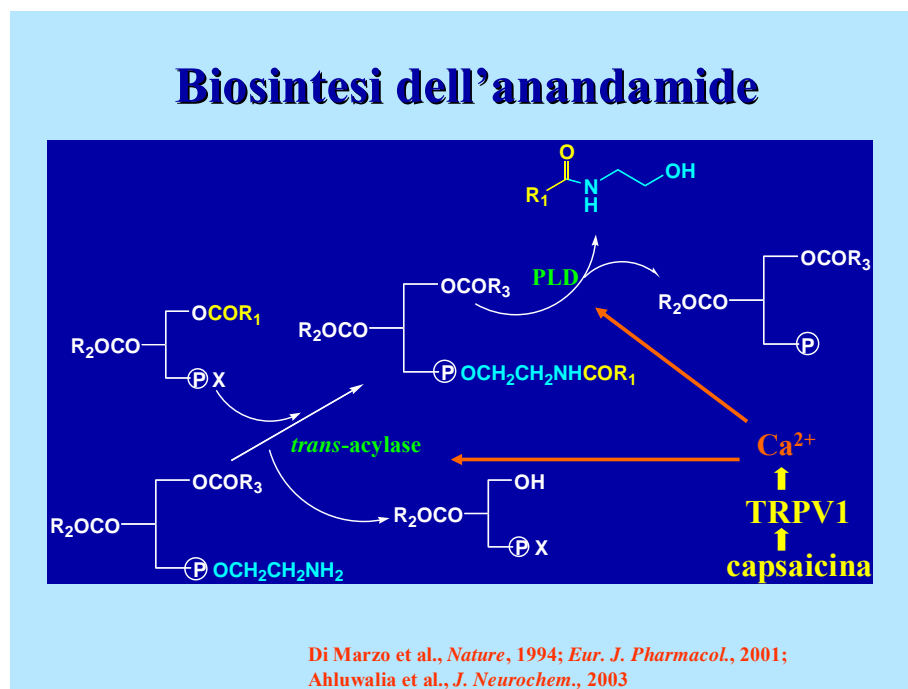 Biosintesi dell'anandamide
O
OH
N
H
R₁
OCOR₃
PLD
R₂OCO
P
OCOR₃
R₂OCO
P OCH₂CH₂NHCOR₁
OCOR₁
R₂OCO
P X
trans-acylase
Ca²⁺
TRPV1
capsaicina
OCOR₃
R₂OCO
P OCH₂CH₂NH₂
OH
R₂OCO
P X
Di Marzo et al., Nature, 1994; Eur. J. Pharmacol., 2001;
Ahluwalia et al., J. Neurochem., 2003